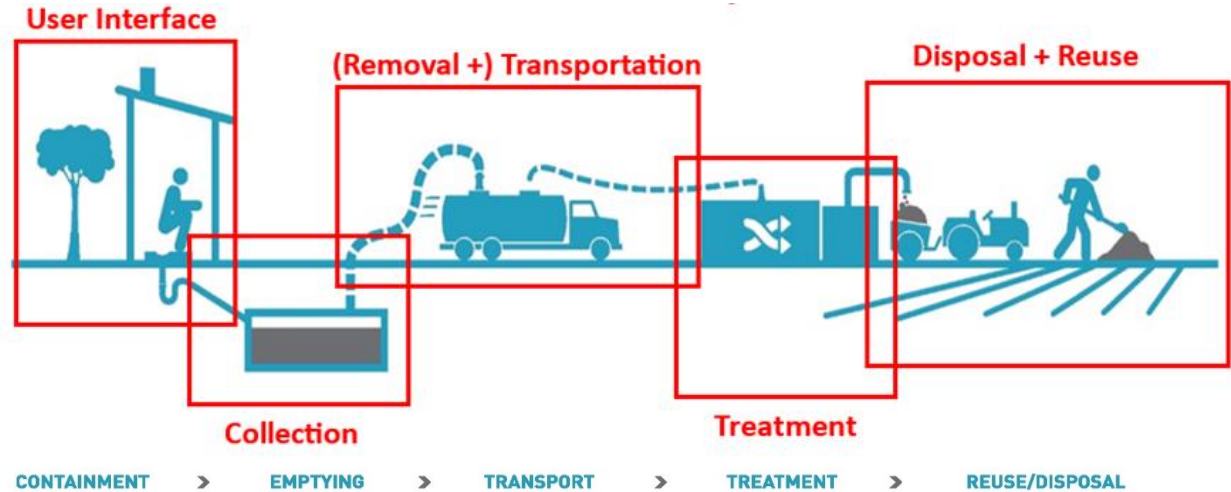 User Interface
(Removal +) Transportation
Disposal + Reuse
Collection
Treatment
CONTAINMENT > EMPTYING > TRANSPORT > TREATMENT > REUSE/DISPOSAL